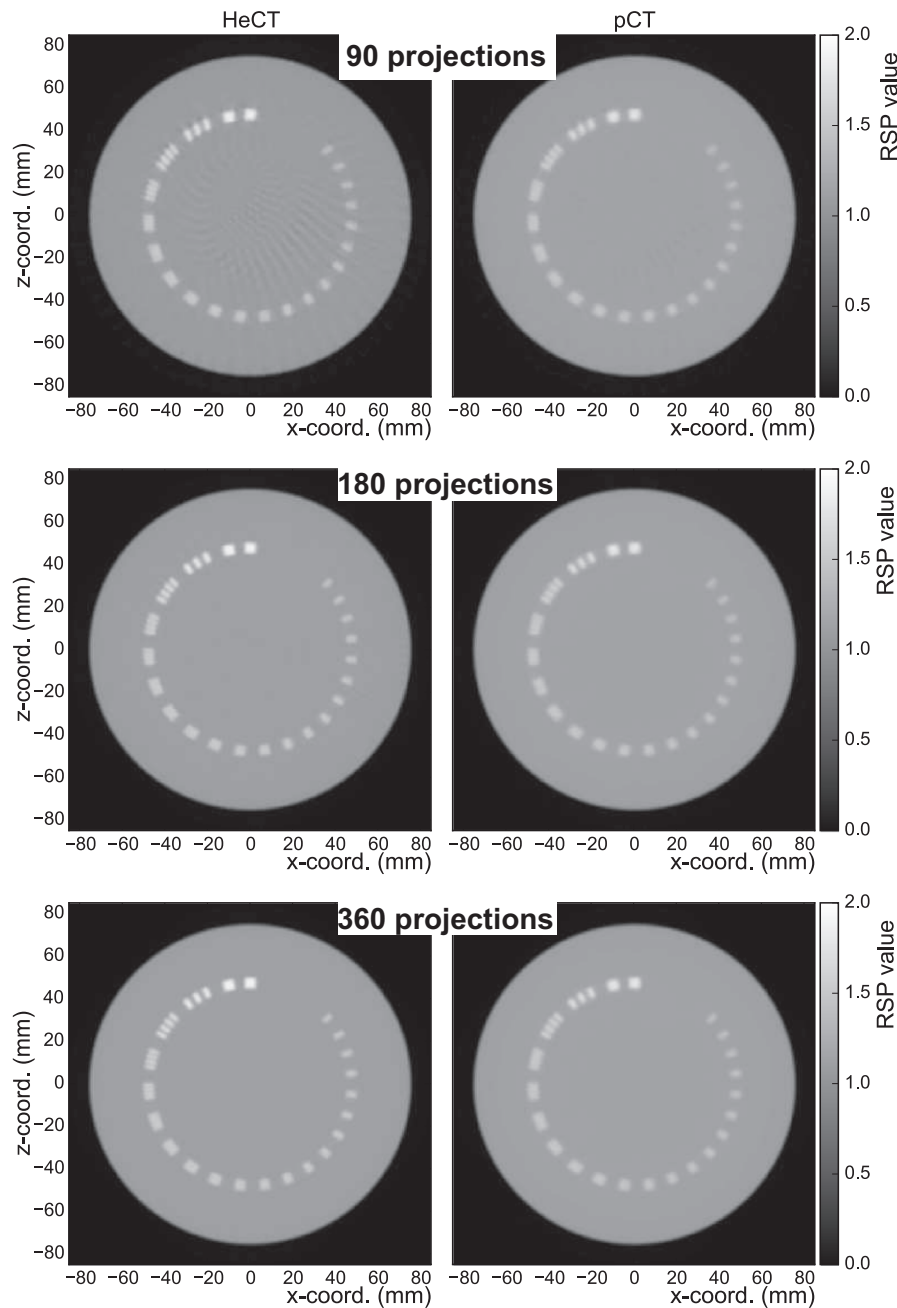 HeCT pCT
90 projections
80
60
40
20
0
−20
−40
−60
−80
z-coord. (mm)
−80 −60 −40 −20 0 20 40 60 80
x-coord. (mm)
−80 −60 −40 −20 0 20 40 60 80
x-coord. (mm)
2.0
1.5
1.0
0.5
0.0
RSP value
180 projections
80
60
40
20
0
−20
−40
−60
−80
z-coord. (mm)
−80 −60 −40 −20 0 20 40 60 80
x-coord. (mm)
−80 −60 −40 −20 0 20 40 60 80
x-coord. (mm)
2.0
1.5
1.0
0.5
0.0
RSP value
360 projections
80
60
40
20
0
−20
−40
−60
−80
z-coord. (mm)
−80 −60 −40 −20 0 20 40 60 80
x-coord. (mm)
−80 −60 −40 −20 0 20 40 60 80
x-coord. (mm)
2.0
1.5
1.0
0.5
0.0
RSP value